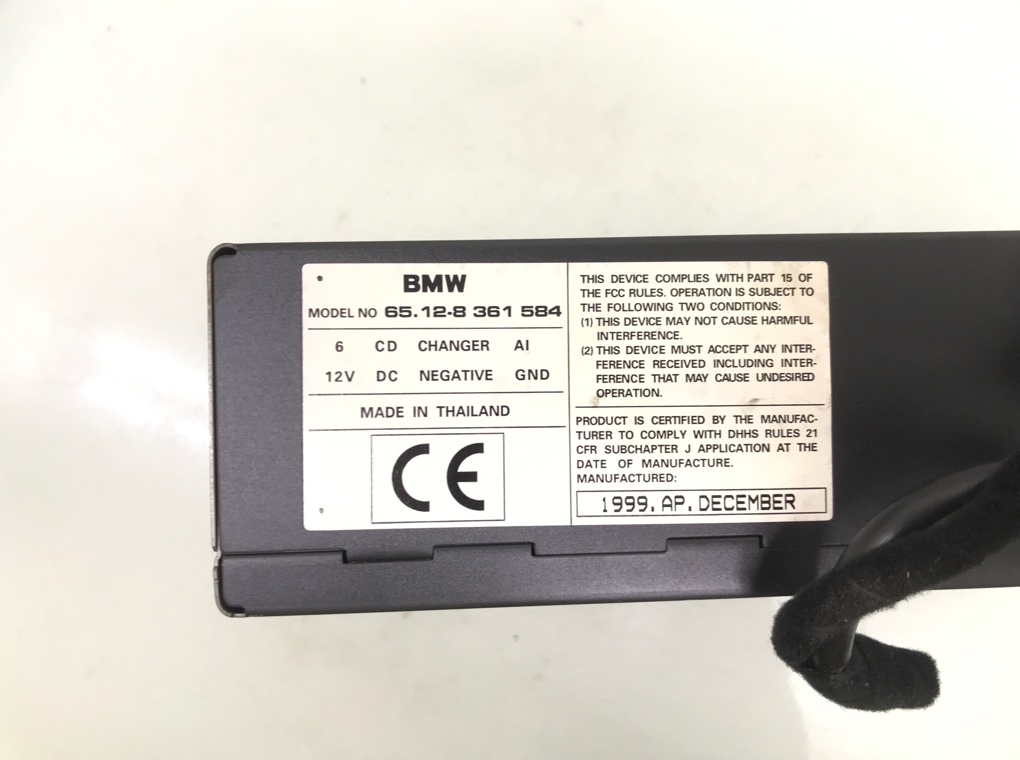 BMW
MODEL NO 65.12-8 361 584
6 CD CHANGER AI
12V DC NEGATIVE GND
MADE IN THAILAND
CE
THIS DEVICE COMPLIES WITH PART 15 OF
THE FCC RULES. OPERATION IS SUBJECT TO
THE FOLLOWING TWO CONDITIONS:
(1) THIS DEVICE MAY NOT CAUSE HARMFUL
INTERFERENCE.
(2) THIS DEVICE MUST ACCEPT ANY INTER-
FERENCE RECEIVED INCLUDING INTER-
FERENCE THAT MAY CAUSE UNDESIRED
OPERATION.
PRODUCT IS CERTIFIED BY THE MANUFAC-
TURER TO COMPLY WITH DHHS RULES 21
CFR SUBCHAPTER J APPLICATION AT THE
DATE OF MANUFACTURE.
MANUFACTURED:
1999. AP. DECEMBER